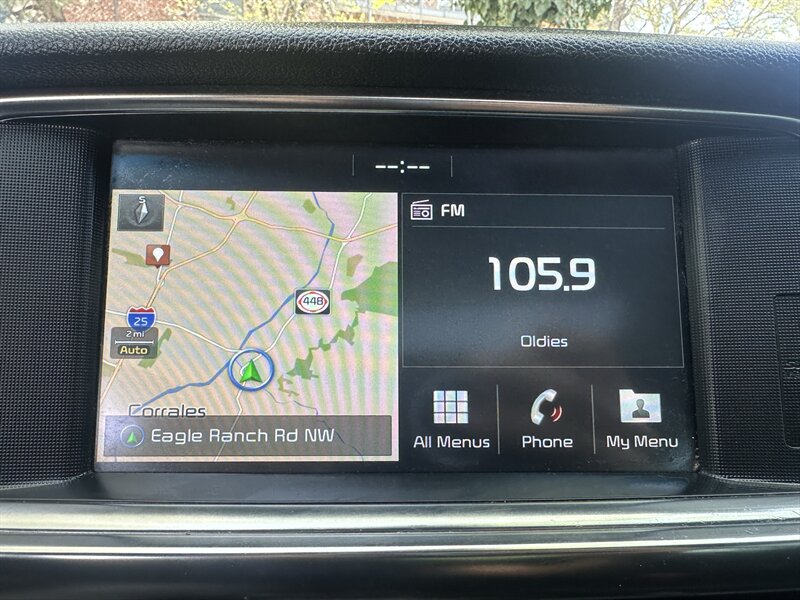 --:--
S
25
2 mi
Auto
448
Corrales
Eagle Ranch Rd NW
FM
105.9
Oldies
All Menus
Phone
My Menu